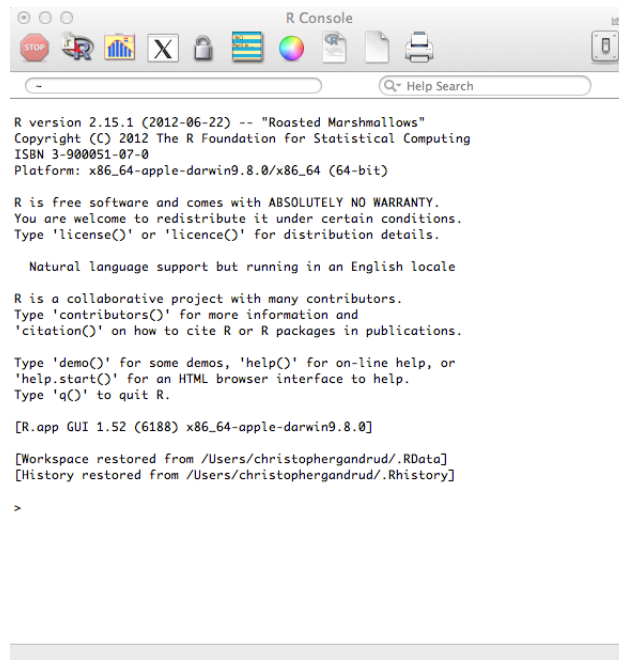 R Console
STOP
X
R
~
Help Search
R version 2.15.1 (2012-06-22) -- "Roasted Marshmallows"
Copyright (C) 2012 The R Foundation for Statistical Computing
ISBN 3-900051-07-0
Platform: x86_64-apple-darwin9.8.0/x86_64 (64-bit)
R is free software and comes with ABSOLUTELY NO WARRANTY.
You are welcome to redistribute it under certain conditions.
Type 'license()' or 'licence()' for distribution details.
Natural language support but running in an English locale
R is a collaborative project with many contributors.
Type 'contributors()' for more information and
'citation()' on how to cite R or R packages in publications.
Type 'demo()' for some demos, 'help()' for on-line help, or
'help.start()' for an HTML browser interface to help.
Type 'q()' to quit R.
[R.app GUI 1.52 (6188) x86_64-apple-darwin9.8.0]
[Workspace restored from /Users/christophergandrud/.RData]
[History restored from /Users/christophergandrud/.Rhistory]
>